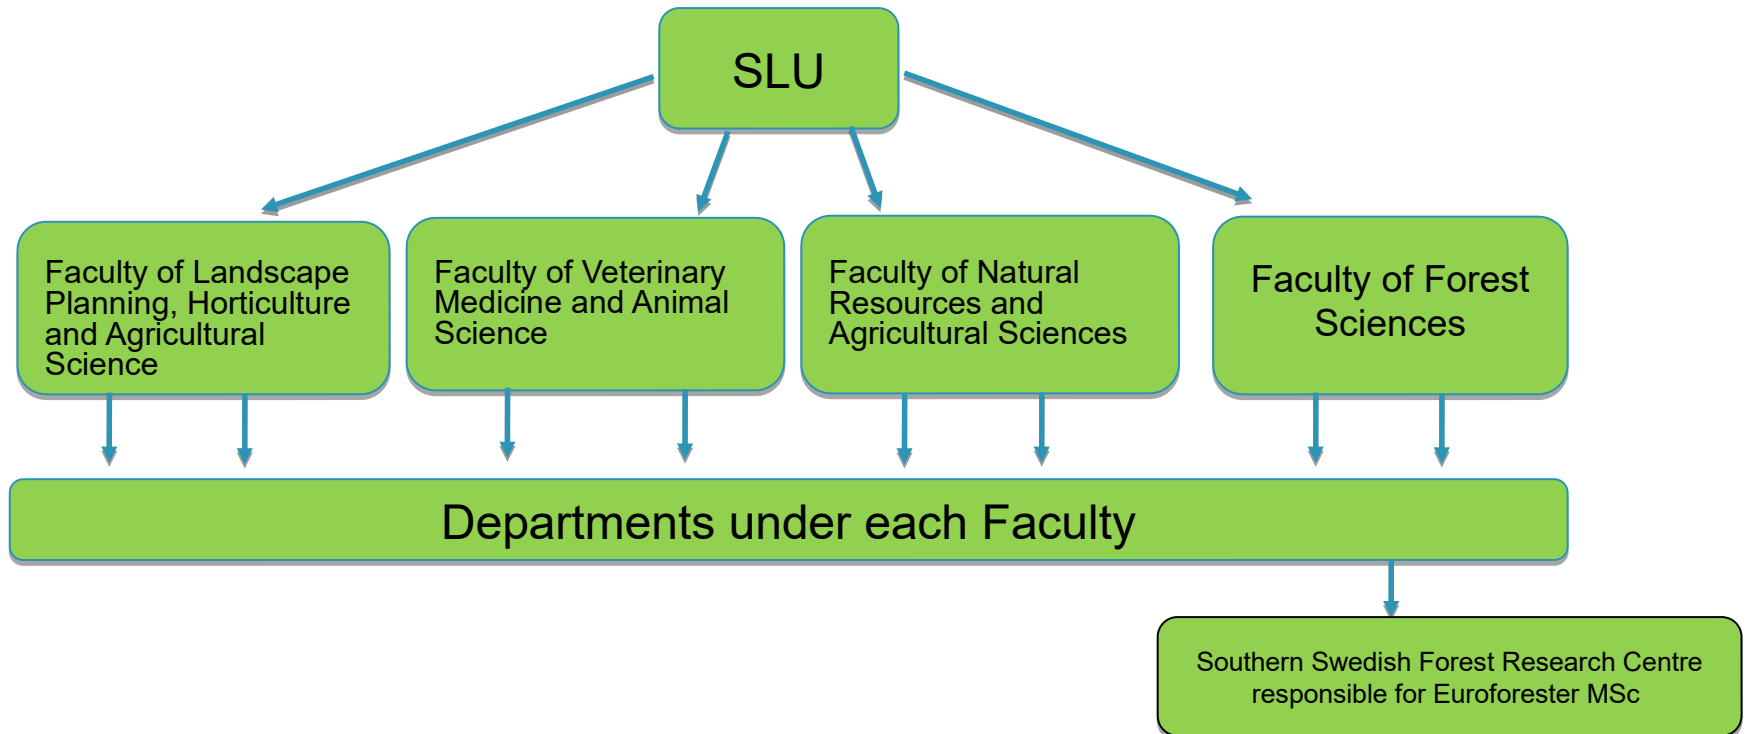 SLU
Faculty of Landscape
Planning, Horticulture
and Agricultural
Science
Faculty of Veterinary
Medicine and Animal
Science
Faculty of Natural
Resources and
Agricultural Sciences
Faculty of Forest
Sciences
Departments under each Faculty
Southern Swedish Forest Research Centre
responsible for Euroforester MSc